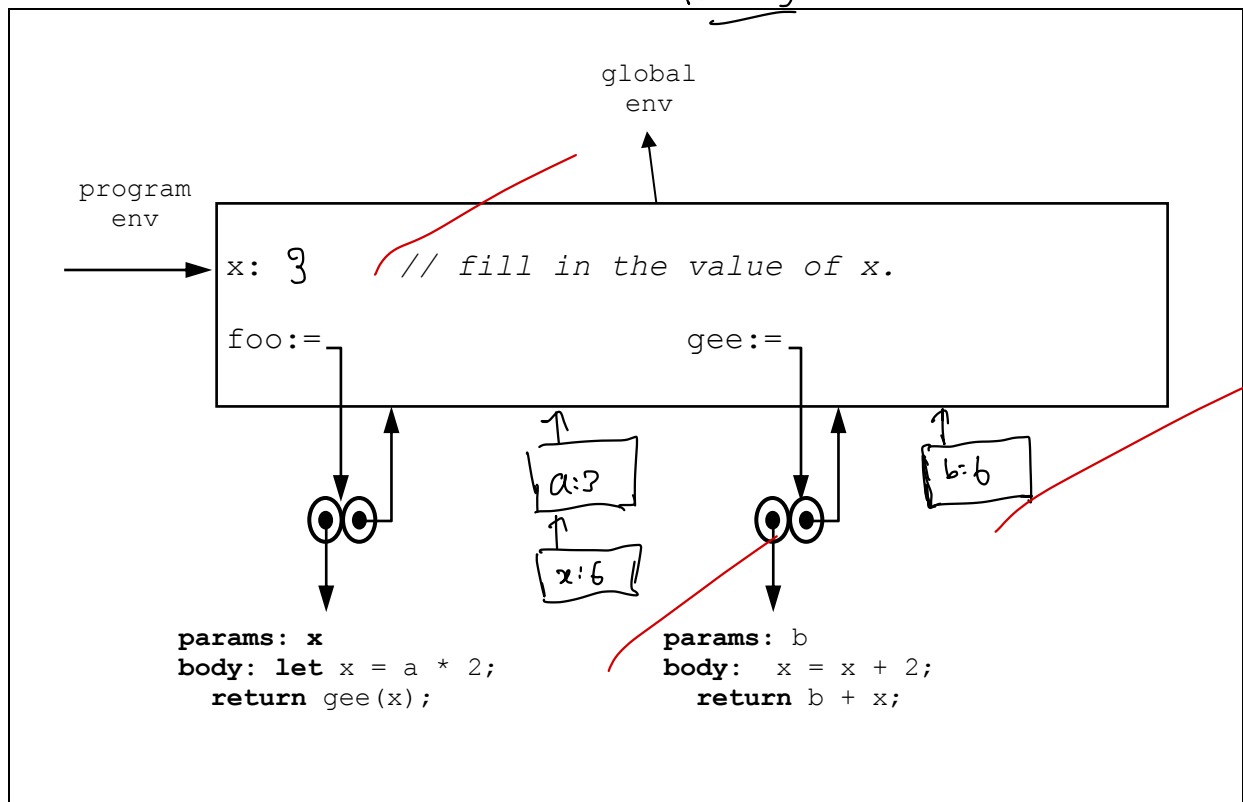 global
env
program
env
x: 3 // fill in the value of x.
foo:= gee:=
a:3
b:6
x:6
params: x
body: let x = a * 2;
return gee(x);
params: b
body: x = x + 2;
return b + x;